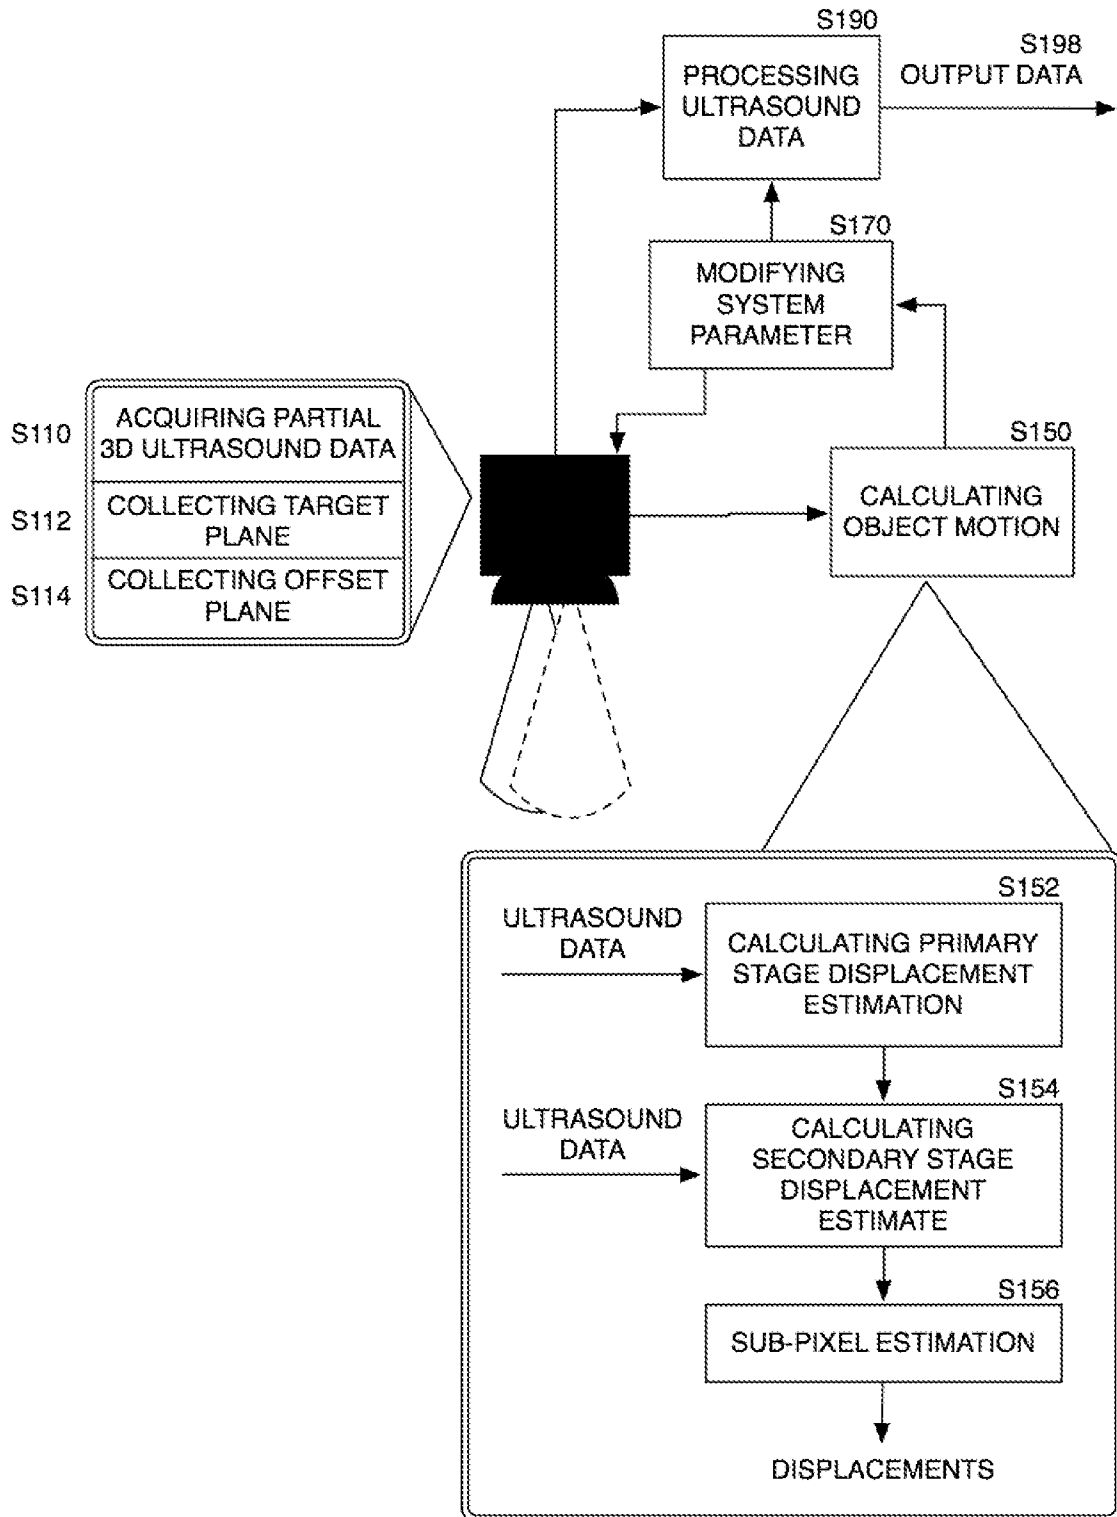 S190
PROCESSING
ULTRASOUND
DATA
S198
OUTPUT DATA
S170
MODIFYING
SYSTEM
PARAMETER
S110
ACQUIRING PARTIAL
3D ULTRASOUND DATA
S112
COLLECTING TARGET
PLANE
S114
COLLECTING OFFSET
PLANE
S150
CALCULATING
OBJECT MOTION
S152
ULTRASOUND
DATA
CALCULATING PRIMARY
STAGE DISPLACEMENT
ESTIMATION
S154
ULTRASOUND
DATA
CALCULATING
SECONDARY STAGE
DISPLACEMENT
ESTIMATE
S156
SUB-PIXEL ESTIMATION
DISPLACEMENTS